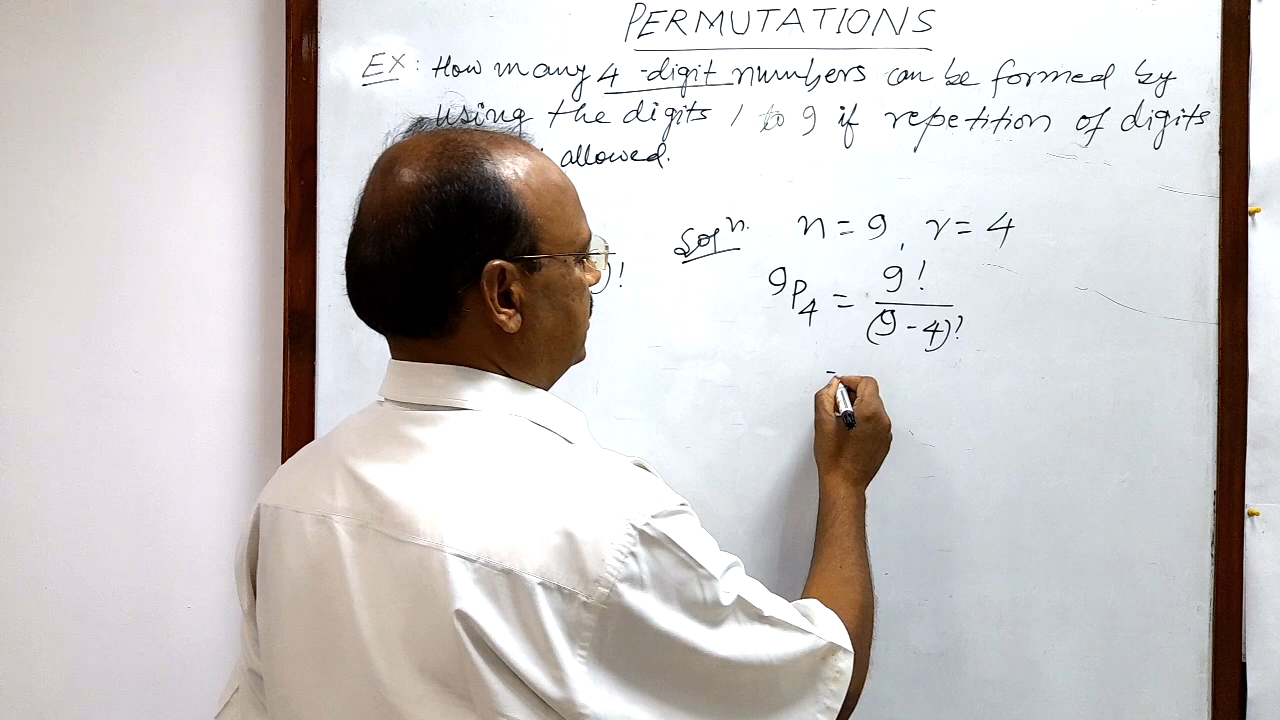 PERMUTATIONS
EX: How many 4-digit numbers can be formed by
using the digits 1 to 9 if repetition of digits
allowed.
Solⁿ. n = 9, r = 4
!
⁹P₄ = 9! / (9-4)!